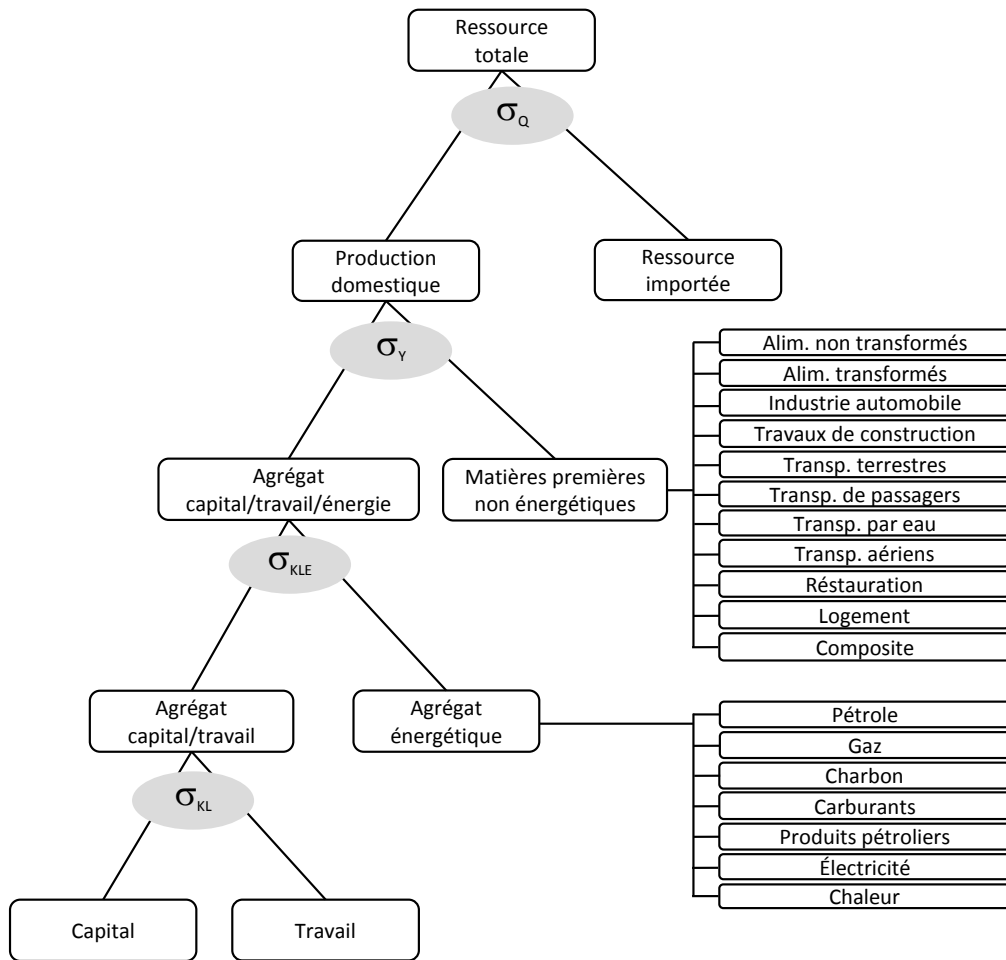 Ressource
totale
σQ
Production
domestique
Ressource
importée
σY
Alim. non transformés
Alim. transformés
Industrie automobile
Travaux de construction
Transp. terrestres
Transp. de passagers
Transp. par eau
Transp. aériens
Réstauration
Logement
Composite
Agrégat
capital/travail/énergie
Matières premières
non énergétiques
σKLE
Agrégat
capital/travail
Agrégat
énergétique
Pétrole
Gaz
Charbon
Carburants
Produits pétroliers
Électricité
Chaleur
σKL
Capital
Travail